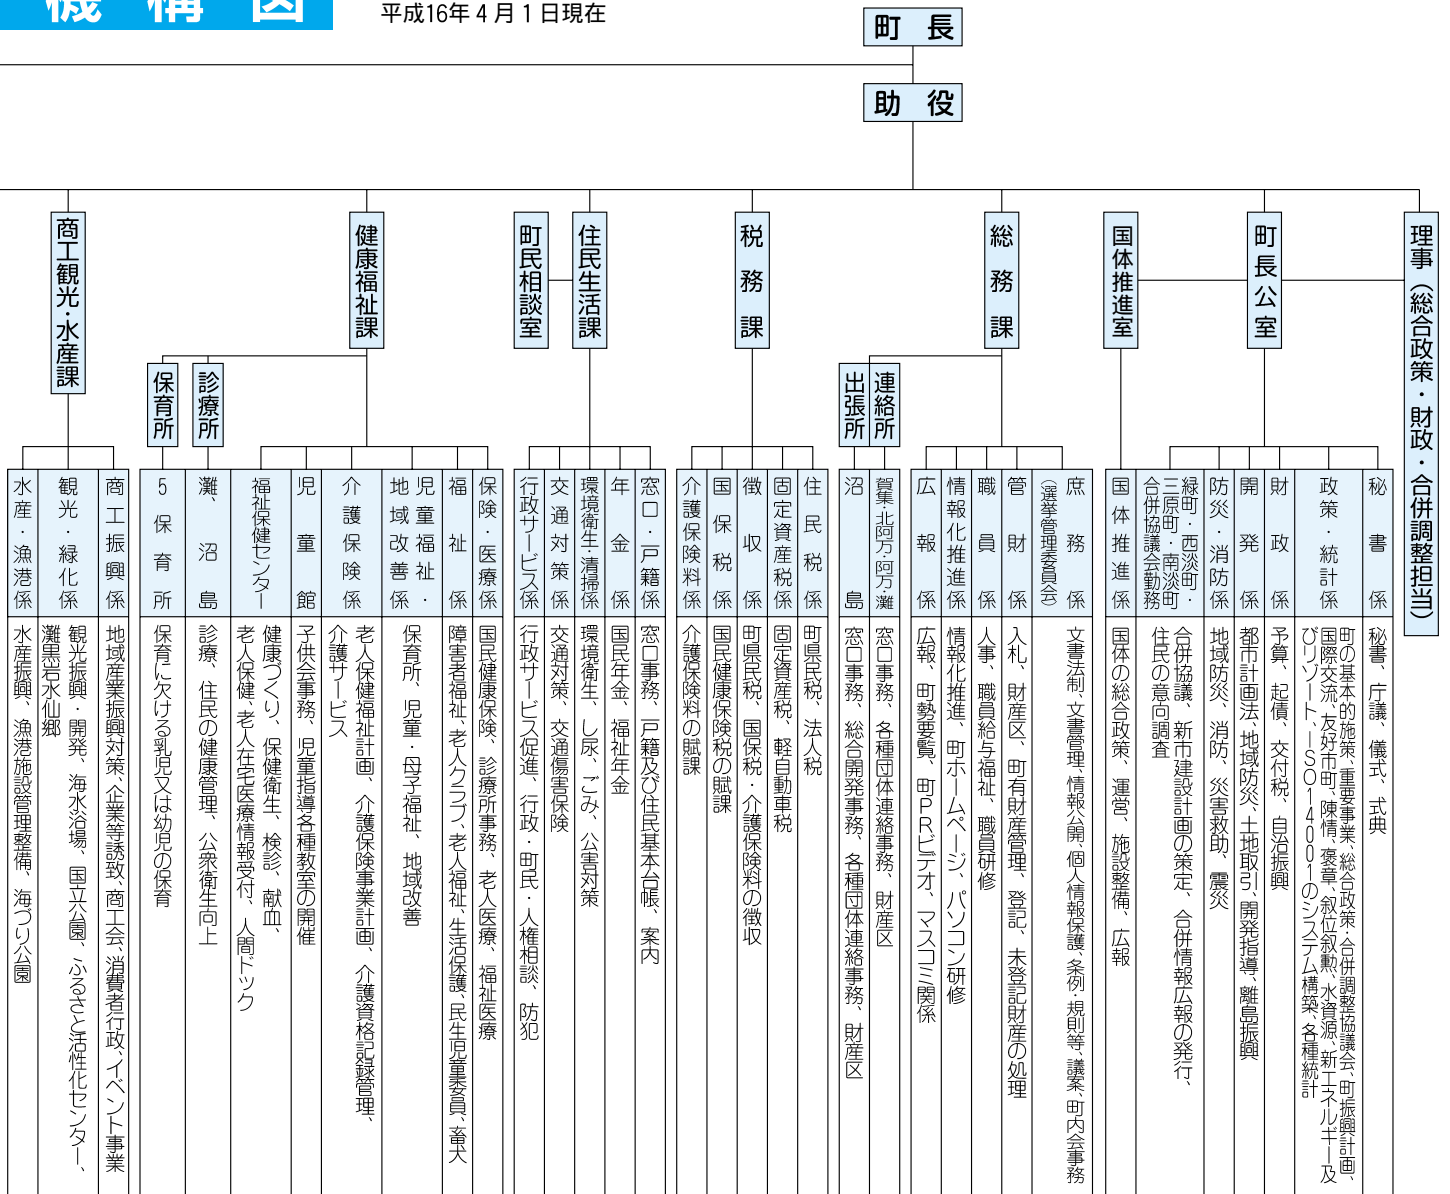 機構図
平成16年４月１日現在
町長
助役
理事（総合政策・財政・合併調整担当）
町長公室
国体推進室
総務課
税務課
住民生活課
町民相談室
健康福祉課
商工観光・水産課
連絡所
出張所
診療所
保育所
秘書係
秘書、庁議、儀式、式典
政策・統計係
町の基本的施策、重要事業、総合政策・合併調整協議会、町振興計画、
国際交流、友好市町、陳情、褒章、叙位叙勲、水資源、新エネルギー及
びリゾート、ＩＳＯ１４００１のシステム構築、各種統計
財政係
予算、起債、交付税、自治振興
開発係
都市計画法、地域防災、土地取引、開発指導、離島振興
防災・消防係
地域防災、消防、災害救助、震災
緑町・西淡町・
三原町・南淡町
合併協議会勤務
合併協議、新市建設計画の策定、合併情報広報の発行、
住民の意向調査
国体推進係
国体の総合政策、運営、施設整備、広報
庶務係
（選挙管理委員会）
文書法制、文書管理、情報公開、個人情報保護、条例・規則等、議案、町内会事務
管財係
入札、財産区、町有財産管理、登記、未登記財産の処理
職員係
人事、職員給与福祉、職員研修
情報化推進係
情報化推進、町ホームページ、パソコン研修
広報係
広報、町勢要覧、町ＰＲビデオ、マスコミ関係
賀集・北阿万・阿万・灘
窓口事務、各種団体連絡事務、財産区
沼島
窓口事務、総合開発事務、各種団体連絡事務、財産区
住民税係
町県民税、法人税
固定資産税係
固定資産税、軽自動車税
徴収係
町県民税、国保税・介護保険料の徴収
国保税係
国民健康保険税の賦課
介護保険料係
介護保険料の賦課
窓口・戸籍係
窓口事務、戸籍及び住民基本台帳、案内
年金係
国民年金、福祉年金
環境衛生・清掃係
環境衛生、し尿、ごみ、公害対策
交通対策係
交通対策、交通傷害保険
行政サービス係
行政サービス促進、行政・町民・人権相談、防犯
保険・医療係
国民健康保険、診療所事務、老人医療、福祉医療
福祉係
障害者福祉、老人クラブ、老人福祉、生活保護、民生児童委員、畜犬
児童福祉・
地域改善係
保育所、児童・母子福祉、地域改善
介護保険係
老人保健福祉計画、介護保険事業計画、介護資格記録管理、
介護サービス
児童館
子供会事務、児童指導各種教室の開催
福祉保健センター
健康づくり、保健衛生、検診、献血、
老人保健、老人在宅医療情報受付、人間ドック
灘、沼島
診療、住民の健康管理、公衆衛生向上
５保育所
保育に欠ける乳児又は幼児の保育
商工振興係
地域産業振興対策、企業等誘致、商工会、消費者行政、イベント事業
観光・緑化係
観光振興・開発、海水浴場、国立公園、ふるさと活性化センター、
灘黒岩水仙郷
水産・漁港係
水産振興、漁港施設管理整備、海づり公園